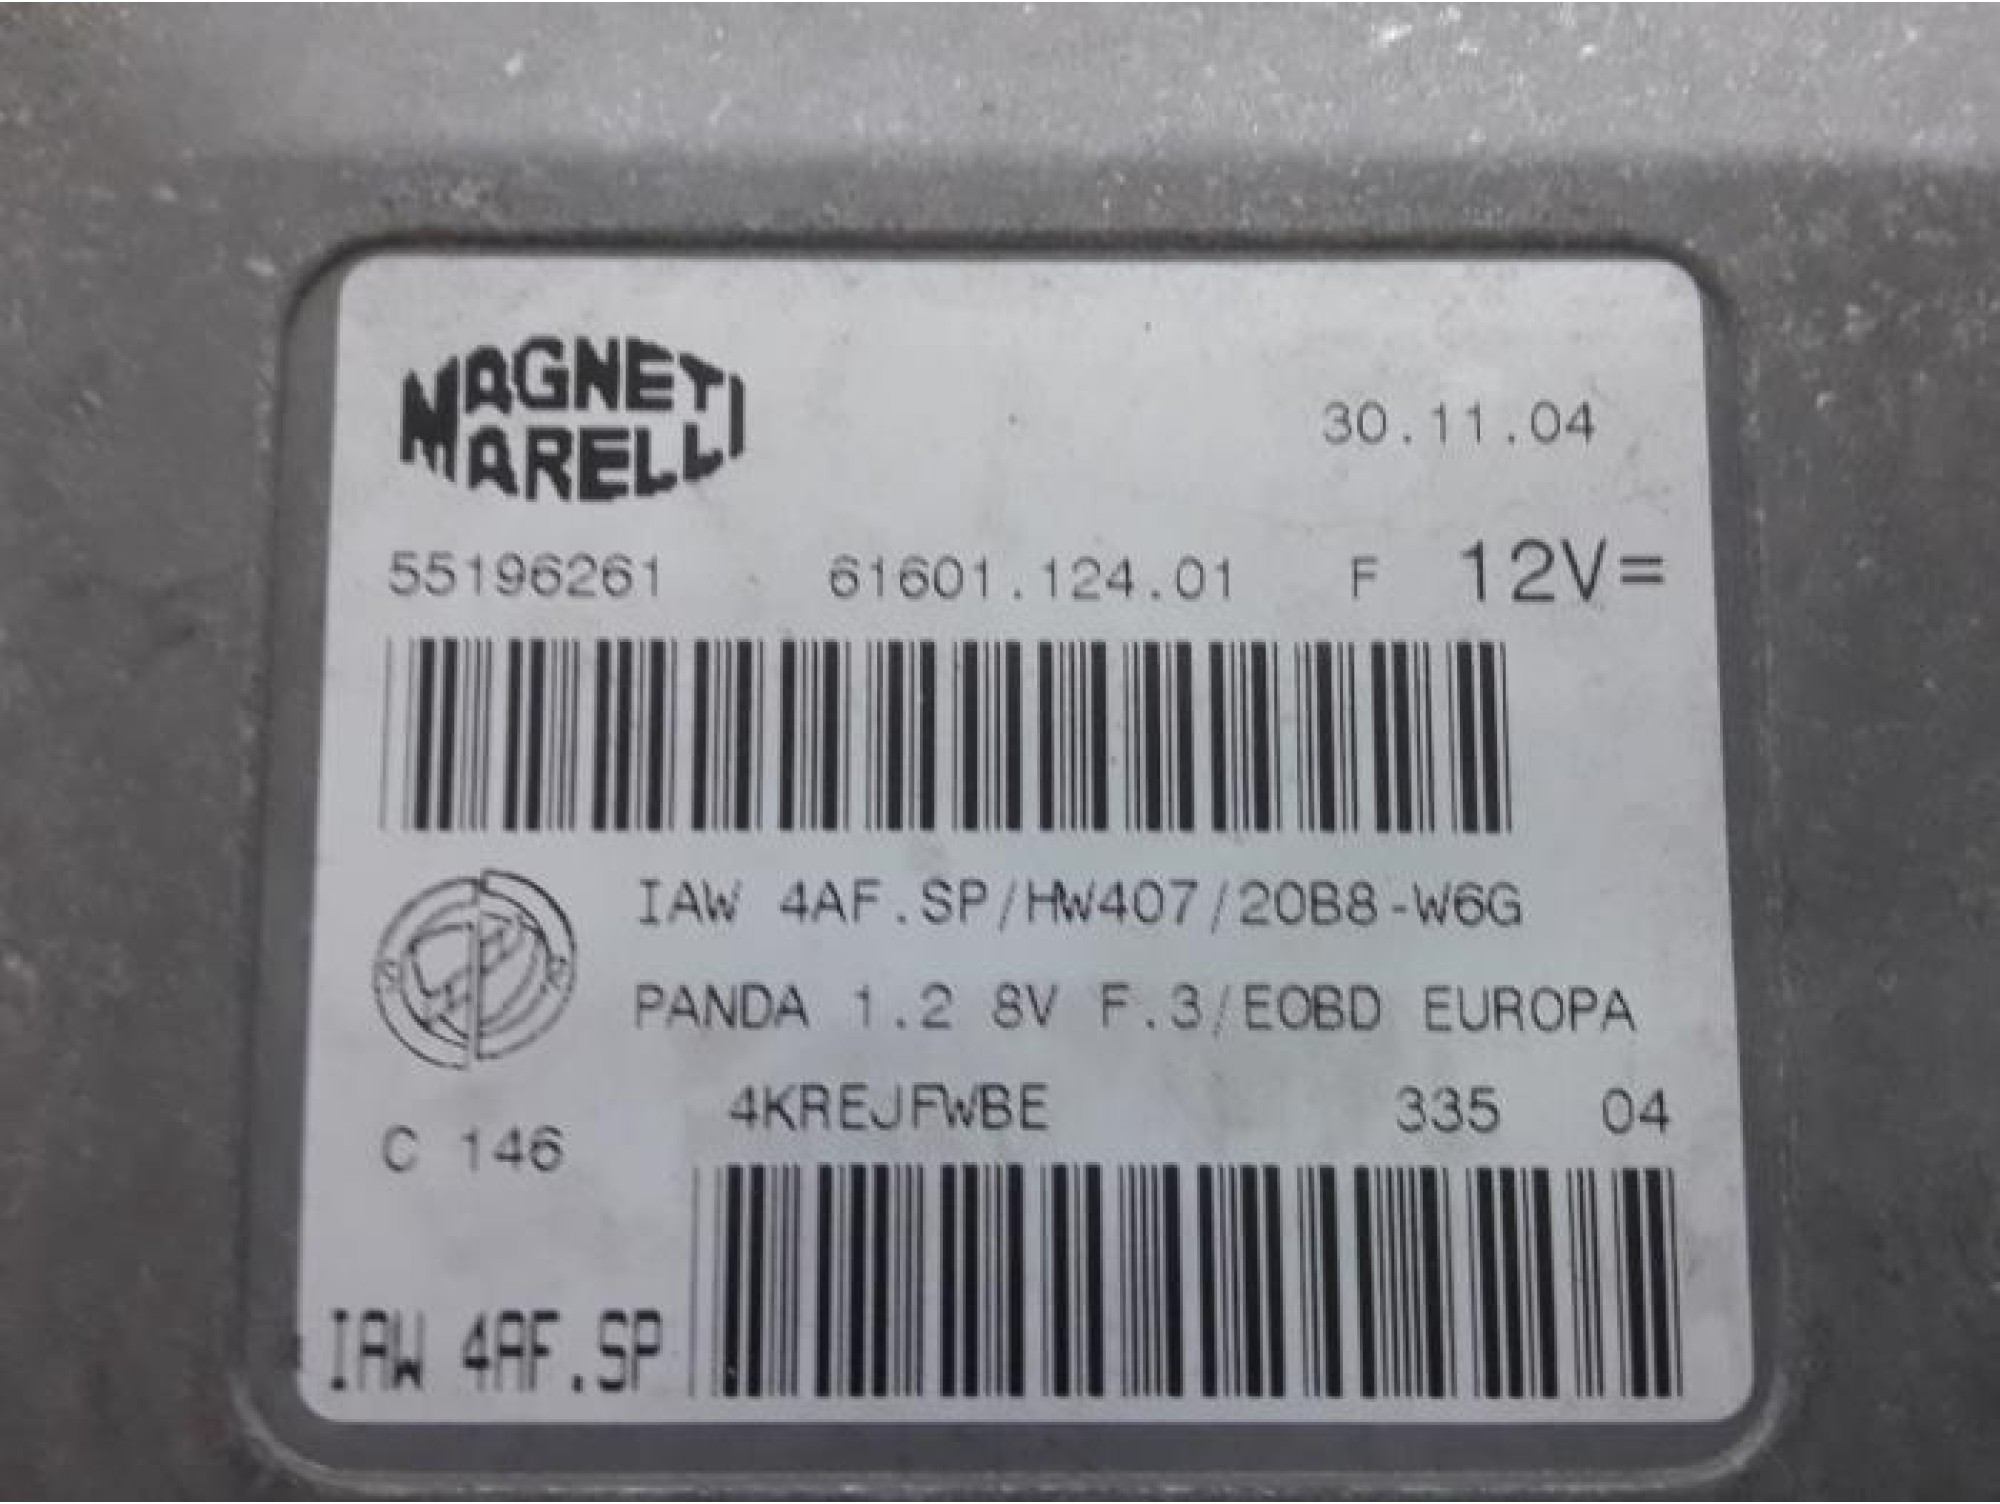 MAGNETI
MARELLI
30.11.04
55196261 61601.124.01 F 12V=
IAW 4AF.SP/HW407/20B8-W6G
PANDA 1.2 8V F.3/EOBD EUROPA
4KREJFWBE 335 04
C 146
IAW 4AF.SP